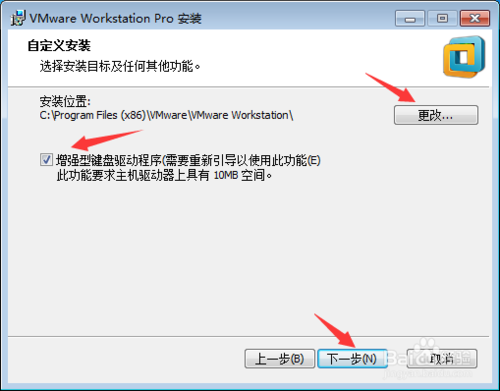 VMware Workstation Pro 安装
自定义安装
选择安装目标及任何其他功能。
安装位置:
C:\Program Files (x86)\VMware\VMware Workstation\
更改...
增强型键盘驱动程序(需要重新引导以使用此功能(E)
此功能要求主机驱动器上具有 10MB 空间。
上一步(B) 下一步(N) 取消